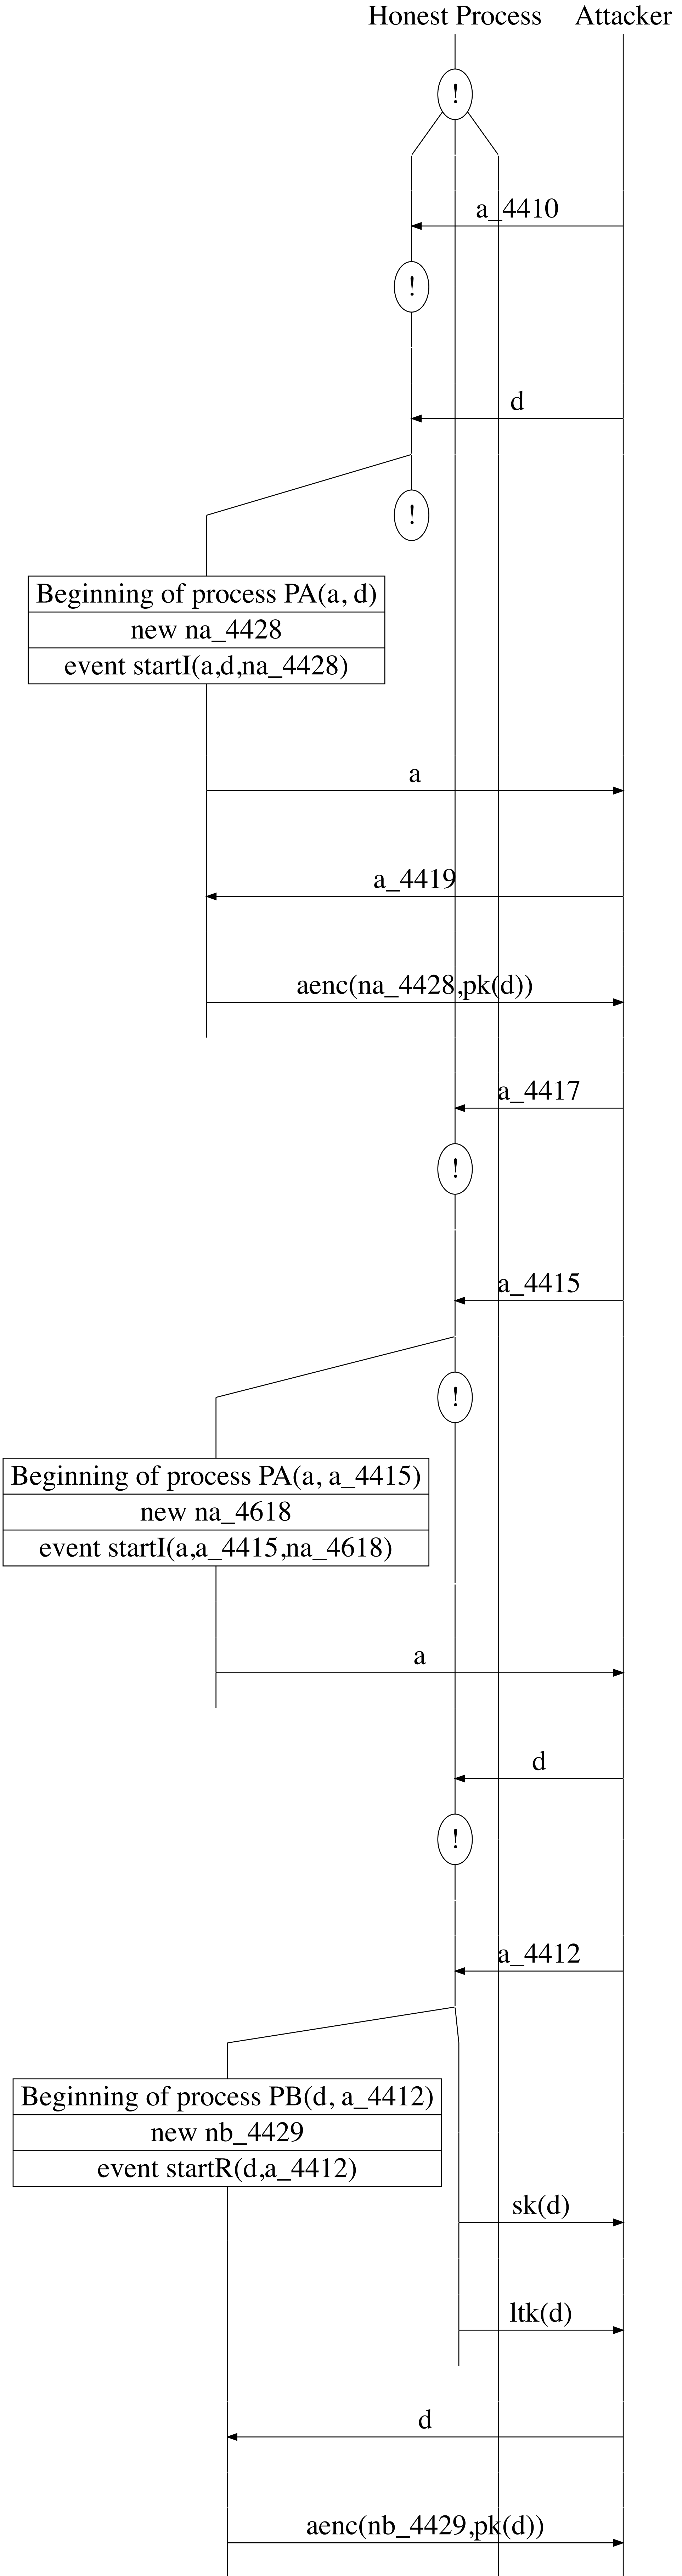 Honest Process Attacker
!
a_4410
!
d
!
Beginning of process PA(a, d)
new na_4428
event startI(a,d,na_4428)
a
a_4419
aenc(na_4428,pk(d))
a_4417
!
a_4415
!
Beginning of process PA(a, a_4415)
new na_4618
event startI(a,a_4415,na_4618)
a
d
!
a_4412
Beginning of process PB(d, a_4412)
new nb_4429
event startR(d,a_4412)
sk(d)
ltk(d)
d
aenc(nb_4429,pk(d))